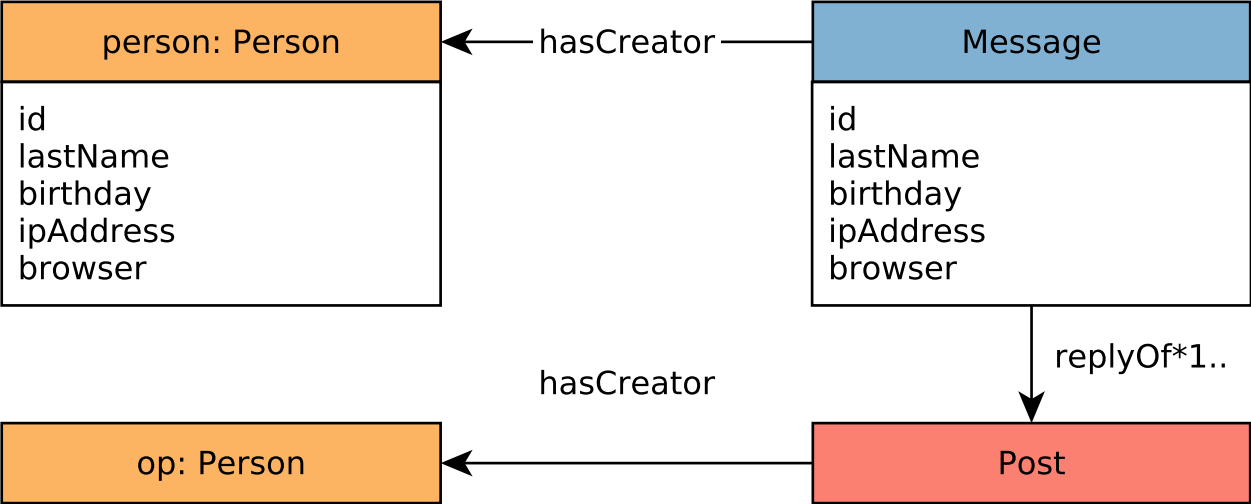 person: Person
hasCreator
Message
id
lastName
birthday
ipAddress
browser
id
lastName
birthday
ipAddress
browser
replyOf*1..
hasCreator
op: Person
Post